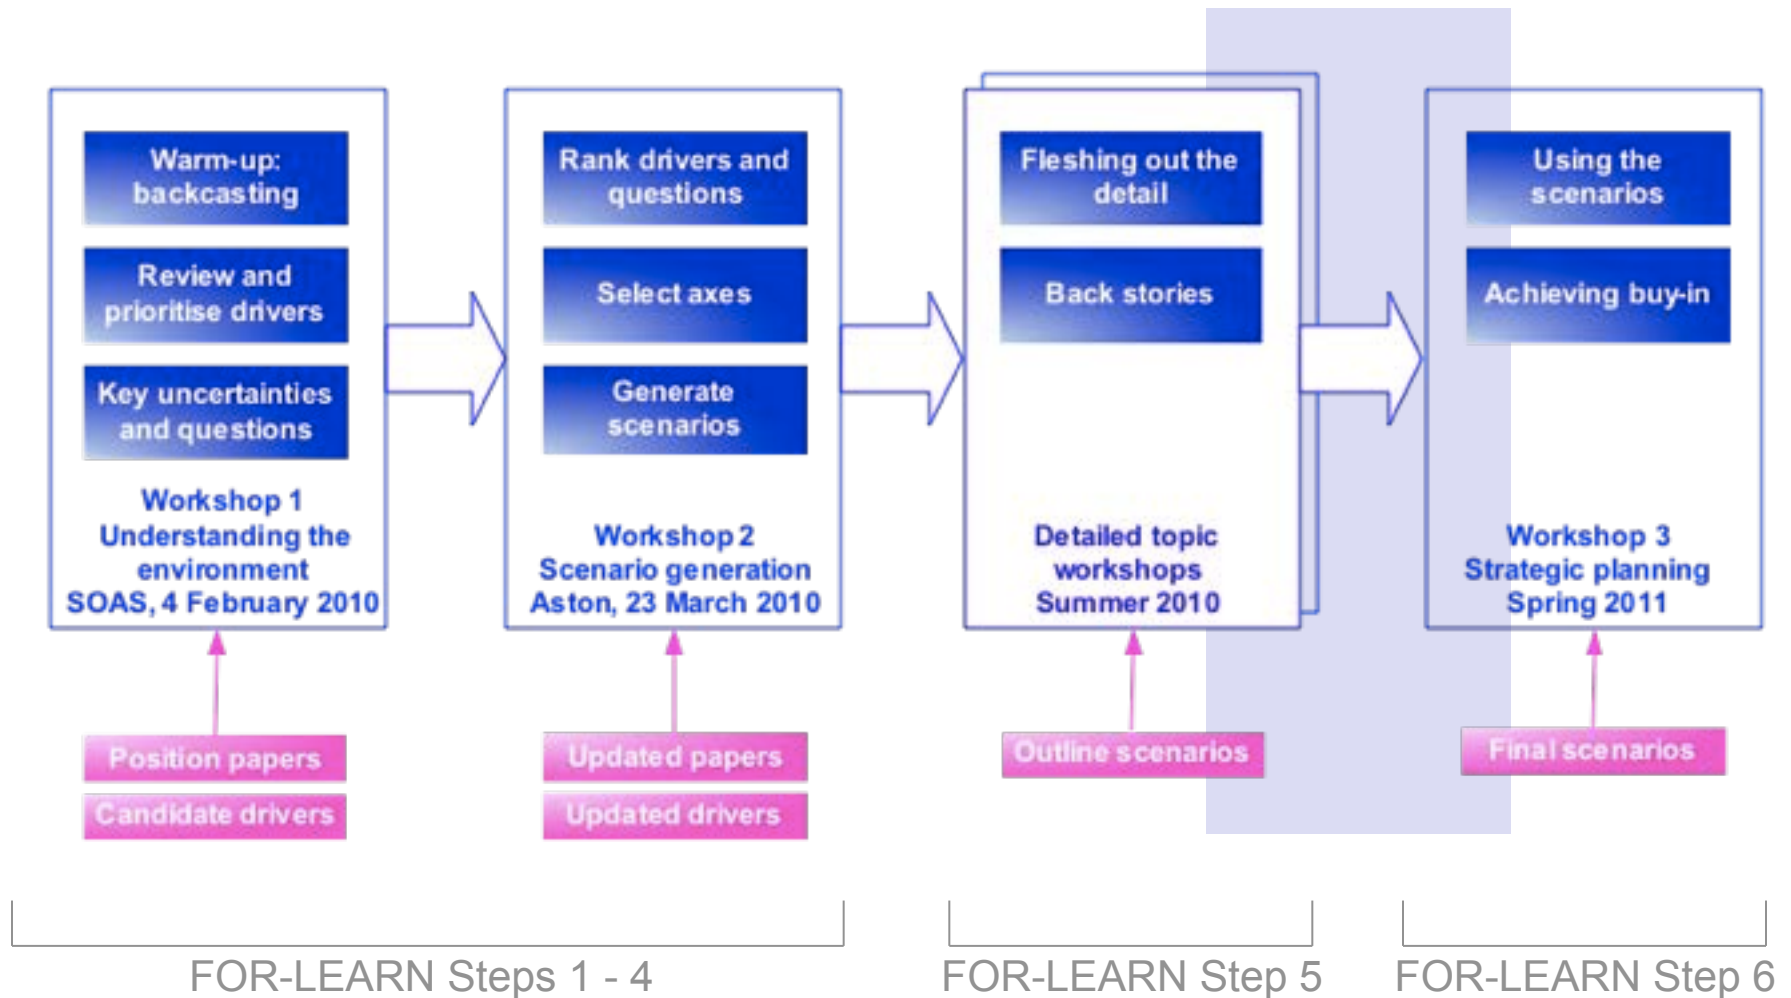 Warm-up:
backcasting
Review and
prioritise drivers
Key uncertainties
and questions
Workshop 1
Understanding the
environment
SOAS, 4 February 2010
Position papers
Candidate drivers
Rank drivers and
questions
Select axes
Generate
scenarios
Workshop 2
Scenario generation
Aston, 23 March 2010
Updated papers
Updated drivers
Fleshing out the
detail
Back stories
Detailed topic
workshops
Summer 2010
Outline scenarios
Using the
scenarios
Achieving buy-in
Workshop 3
Strategic planning
Spring 2011
Final scenarios
FOR-LEARN Steps 1 - 4
FOR-LEARN Step 5
FOR-LEARN Step 6